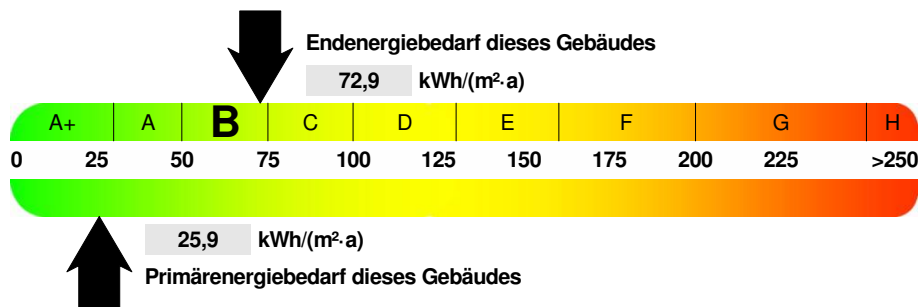 Endenergiebedarf dieses Gebäudes
72,9 kWh/(m²·a)
A+ A B C D E F G H
0 25 50 75 100 125 150 175 200 225 >250
25,9 kWh/(m²·a)
Primärenergiebedarf dieses Gebäudes